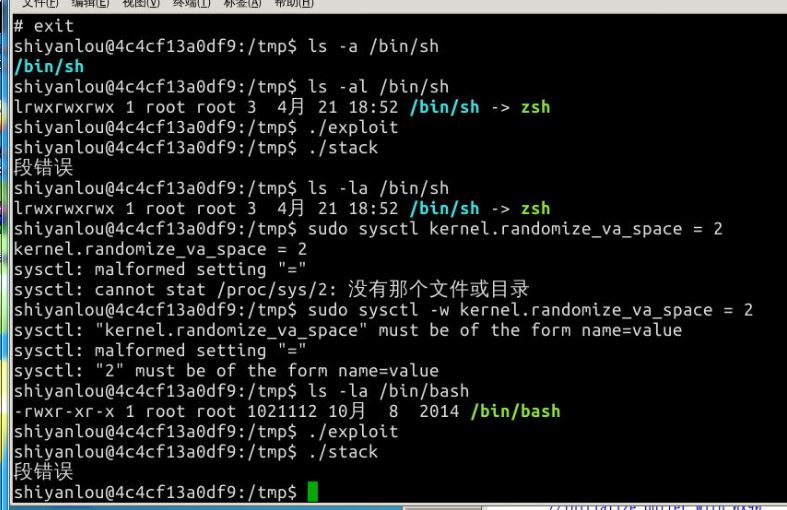 文件(F) 编辑(E) 视图(V) 终端(T) 标签(A) 帮助(H)
# exit
shiyanlou@4c4cf13a0df9:/tmp$ ls -a /bin/sh
/bin/sh
shiyanlou@4c4cf13a0df9:/tmp$ ls -al /bin/sh
lrwxrwxrwx 1 root root 3  4月 21 18:52 /bin/sh -> zsh
shiyanlou@4c4cf13a0df9:/tmp$ ./exploit
shiyanlou@4c4cf13a0df9:/tmp$ ./stack
段错误
shiyanlou@4c4cf13a0df9:/tmp$ ls -la /bin/sh
lrwxrwxrwx 1 root root 3  4月 21 18:52 /bin/sh -> zsh
shiyanlou@4c4cf13a0df9:/tmp$ sudo sysctl kernel.randomize_va_space = 2
kernel.randomize_va_space = 2
sysctl: malformed setting "="
sysctl: cannot stat /proc/sys/2: 没有那个文件或目录
shiyanlou@4c4cf13a0df9:/tmp$ sudo sysctl -w kernel.randomize_va_space = 2
sysctl: "kernel.randomize_va_space" must be of the form name=value
sysctl: malformed setting "="
sysctl: "2" must be of the form name=value
shiyanlou@4c4cf13a0df9:/tmp$ ls -la /bin/bash
-rwxr-xr-x 1 root root 1021112 10月  8  2014 /bin/bash
shiyanlou@4c4cf13a0df9:/tmp$ ./exploit
shiyanlou@4c4cf13a0df9:/tmp$ ./stack
段错误
shiyanlou@4c4cf13a0df9:/tmp$